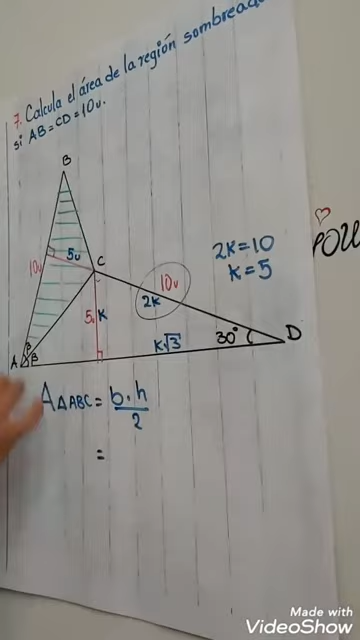 7. Calcula el área de la región sombreada
si AB = CD = 10u.
B
10u
5u
C
2K = 10
K = 5
10u
2K
5 K
A
B
B
K√3
30°
D
AΔABC = b·h
2
=
Made with
VideoShow